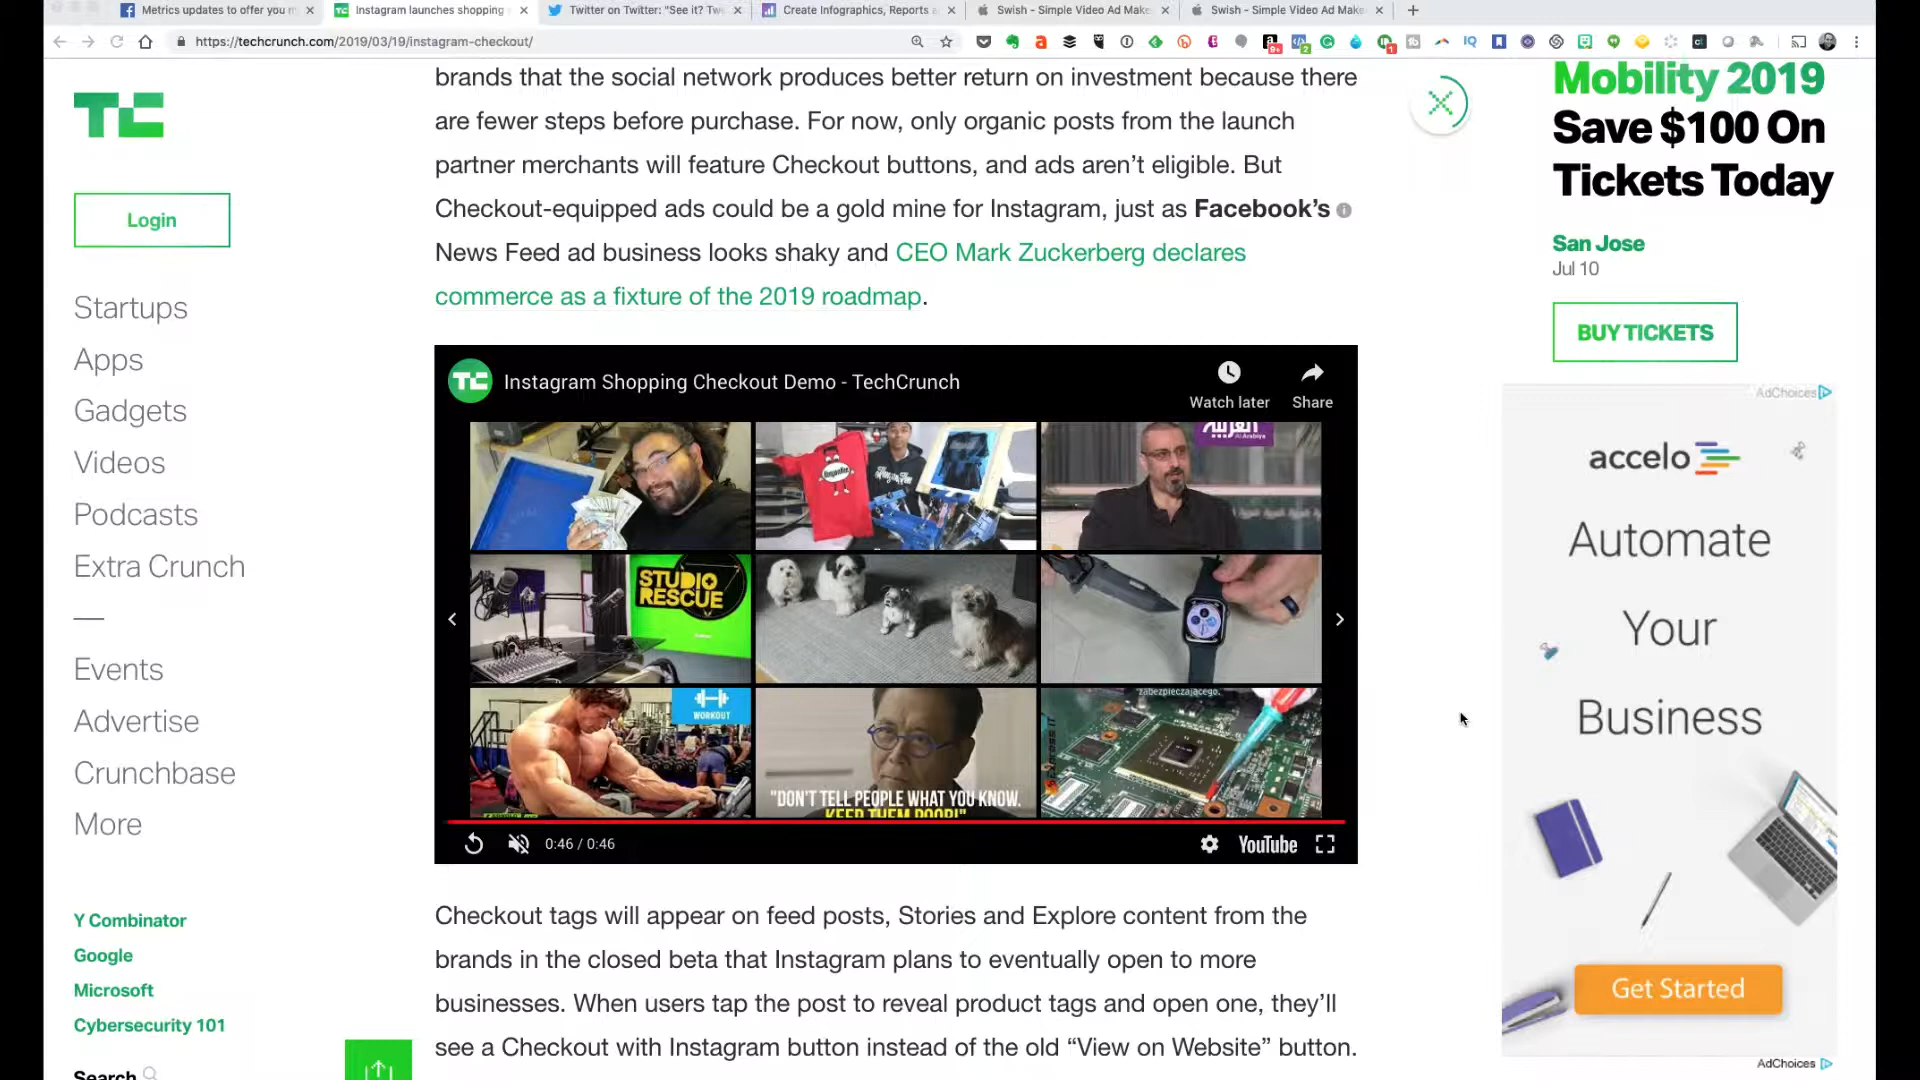 Metrics updates to offer you m
Instagram launches shopping
Twitter on Twitter: "See it? Tw
Create Infographics, Reports a
Swish - Simple Video Ad Make
Swish - Simple Video Ad Make
https://techcrunch.com/2019/03/19/instagram-checkout/
TC
Login
Startups
Apps
Gadgets
Videos
Podcasts
Extra Crunch
Events
Advertise
Crunchbase
More
Y Combinator
Google
Microsoft
Cybersecurity 101
Search
brands that the social network produces better return on investment because there
are fewer steps before purchase. For now, only organic posts from the launch
partner merchants will feature Checkout buttons, and ads aren’t eligible. But
Checkout-equipped ads could be a gold mine for Instagram, just as Facebook’s
News Feed ad business looks shaky and CEO Mark Zuckerberg declares
commerce as a fixture of the 2019 roadmap.
TC
Instagram Shopping Checkout Demo - TechCrunch
Watch later
Share
العربية
Al Arabiya
STUDIO
RESCUE
WORKOUT
"DON'T TELL PEOPLE WHAT YOU KNOW.
KEEP THEM POOR!"
zabezpieczającego.
0:46 / 0:46
YouTube
Checkout tags will appear on feed posts, Stories and Explore content from the
brands in the closed beta that Instagram plans to eventually open to more
businesses. When users tap the post to reveal product tags and open one, they’ll
see a Checkout with Instagram button instead of the old “View on Website” button.
Mobility 2019
Save $100 On
Tickets Today
San Jose
Jul 10
BUY TICKETS
AdChoices
accelo
Automate
Your
Business
Get Started
AdChoices